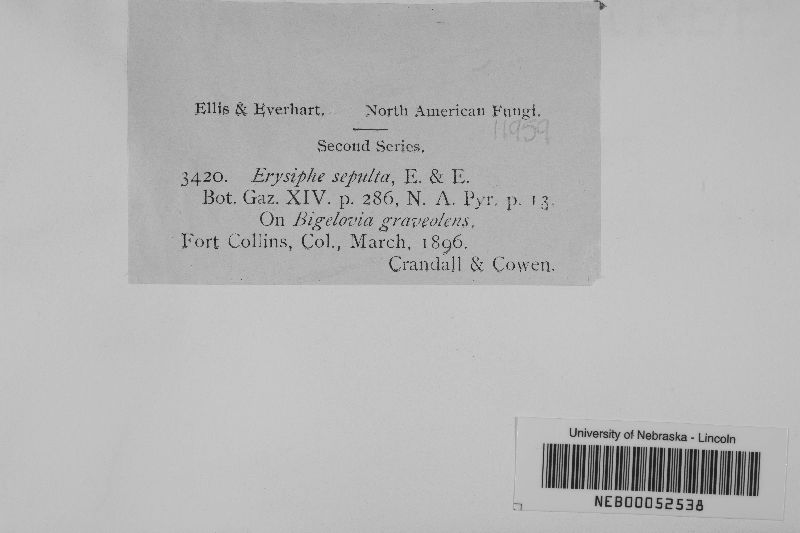 Ellis & Everhart. North American Fungi.
11959
Second Series.
3420. Erysiphe sepulta, E. & E.
Bot. Gaz. XIV. p. 286, N. A. Pyr. p. 13.
On Bigelovia graveolens,
Fort Collins, Col., March, 1896.
Crandall & Cowen.
University of Nebraska - Lincoln
NEB00052538